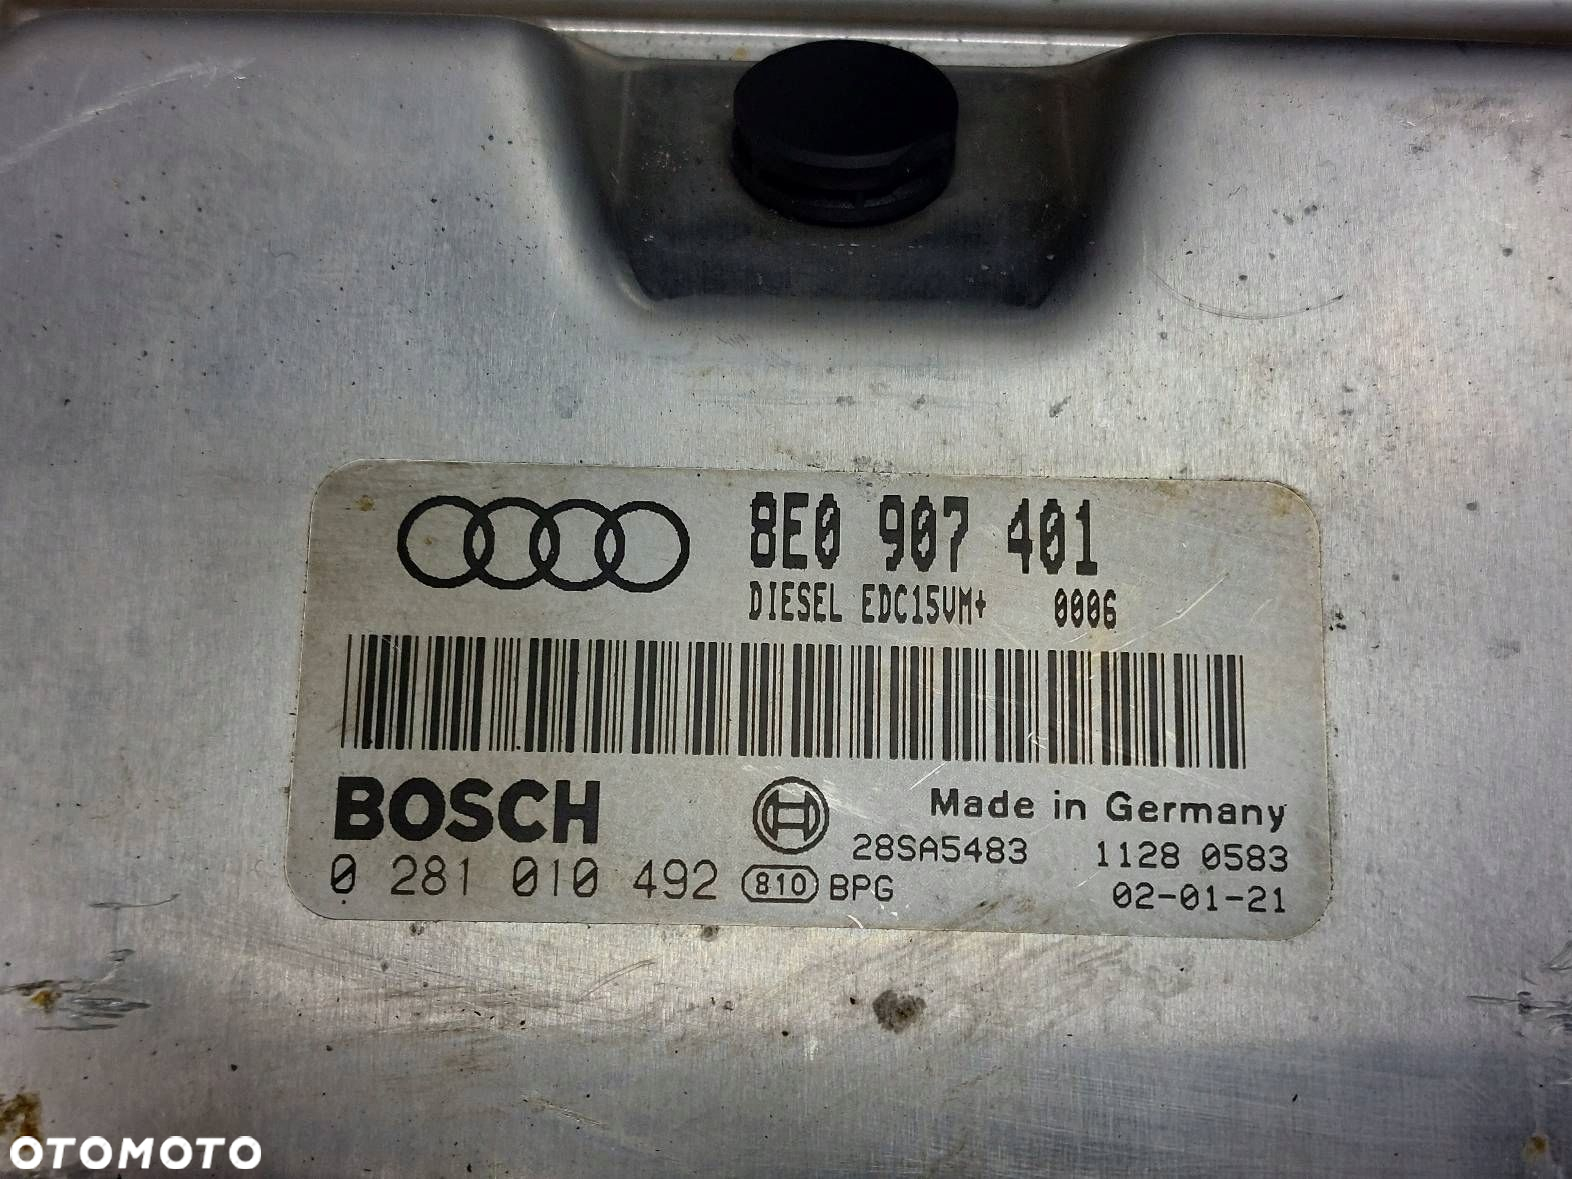 8E0 907 401
DIESEL EDC15VM+ 0006
BOSCH
Made in Germany
28SA5483 1128 0583
0 281 010 492 810 BPG 02-01-21
OTOMOTO